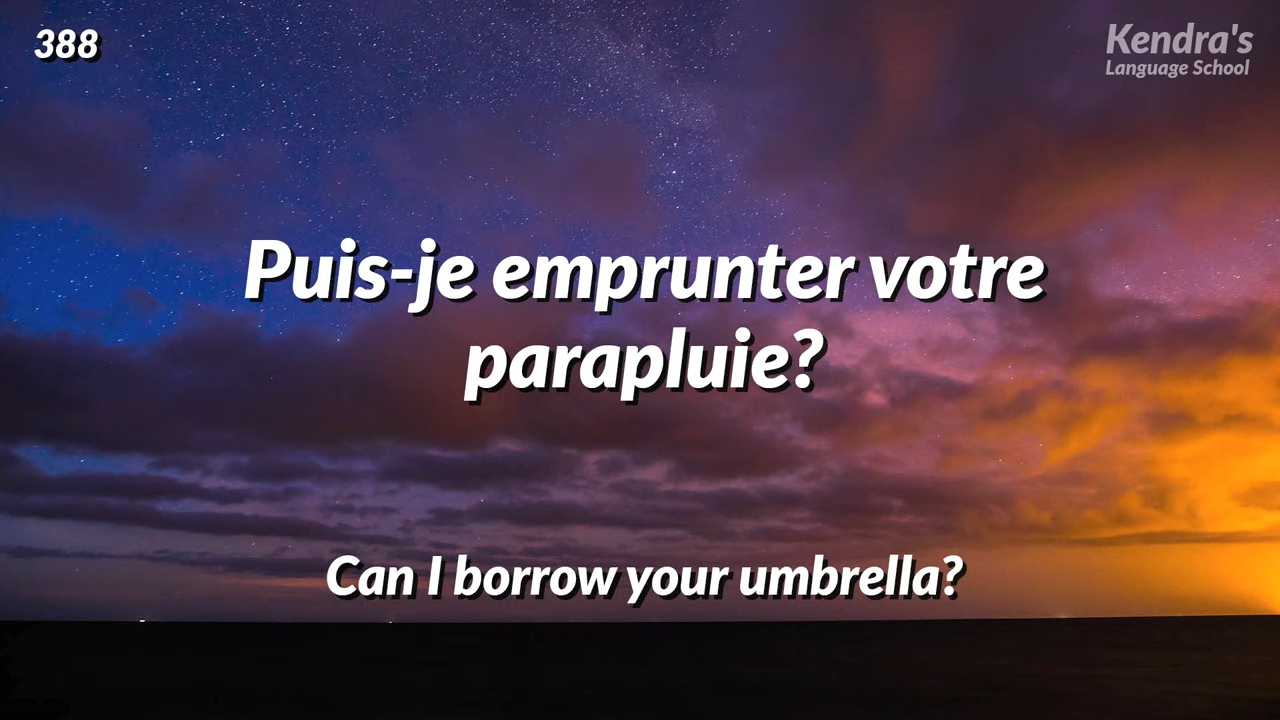 388
Kendra's
Language School
Puis-je emprunter votre
parapluie?
Can I borrow your umbrella?